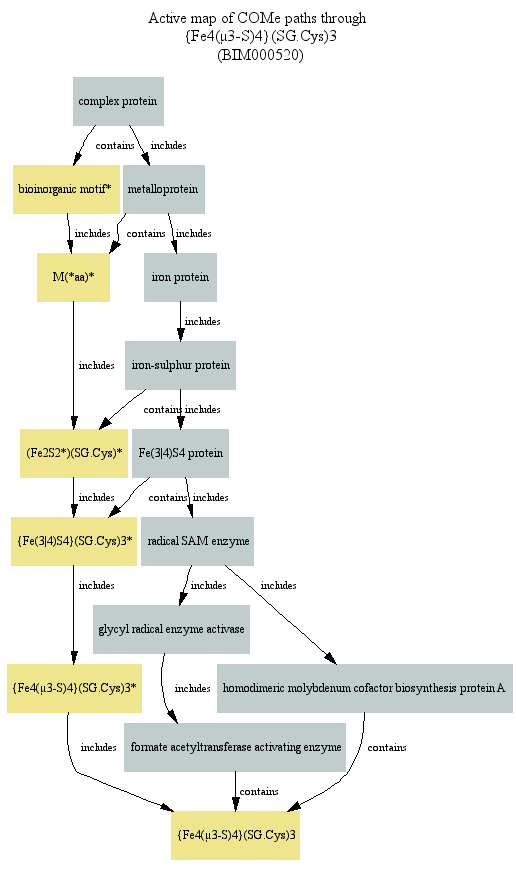 Active map of COMe paths through
{Fe4(μ3-S)4}(SG.Cys)3
(BIM000520)
complex protein
contains
includes
bioinorganic motif*
metalloprotein
includes
contains
includes
M(*aa)*
iron protein
includes
includes
iron-sulphur protein
contains
includes
(Fe2S2*)(SG.Cys)*
Fe(3|4)S4 protein
includes
contains
includes
{Fe(3|4)S4}(SG.Cys)3*
radical SAM enzyme
includes
includes
includes
glycyl radical enzyme activase
{Fe4(μ3-S)4}(SG.Cys)3*
includes
homodimeric molybdenum cofactor biosynthesis protein A
includes
formate acetyltransferase activating enzyme
contains
contains
{Fe4(μ3-S)4}(SG.Cys)3